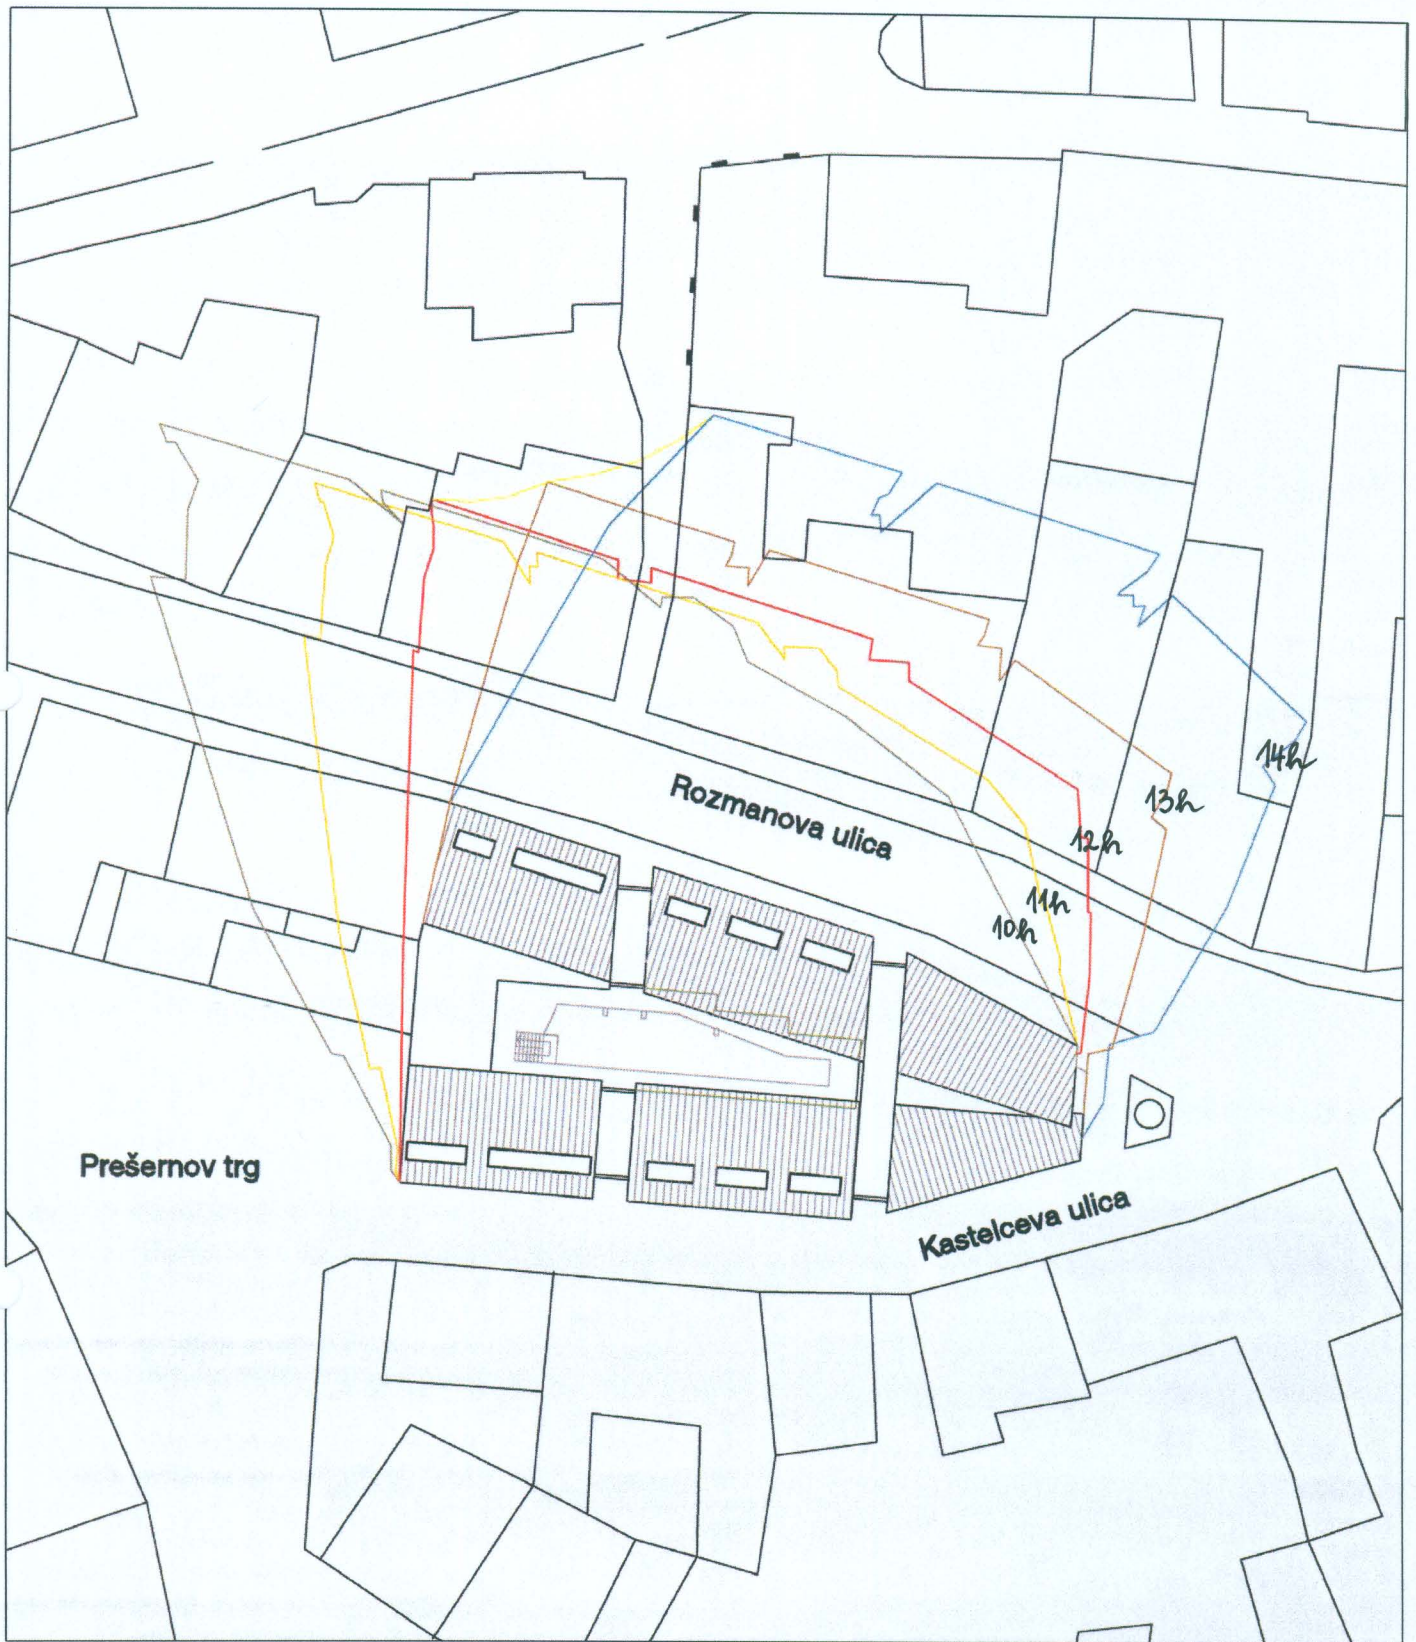 14h
13h
Rozmanova ulica
12h
11h
10h
Prešernov trg
Kastelceva ulica